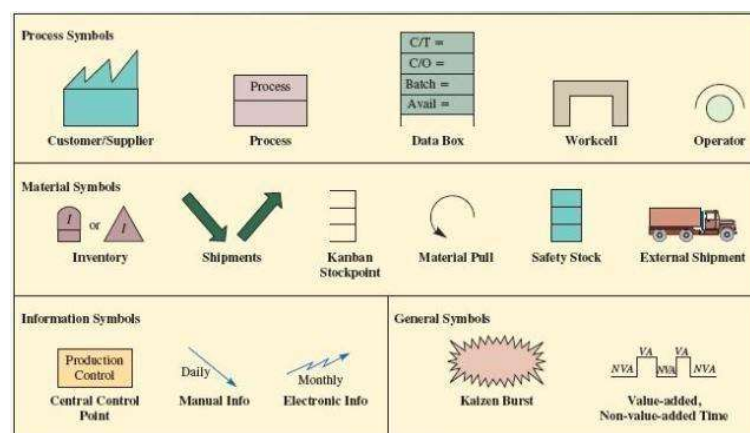 Process Symbols
C/T =
C/O =
Batch =
Avail =
Process
Customer/Supplier
Process
Data Box
Workcell
Operator
Material Symbols
I or I
Inventory
Shipments
Kanban
Stockpoint
Material Pull
Safety Stock
External Shipment
Information Symbols
Production
Control
Daily
Monthly
Central Control
Point
Manual Info
Electronic Info
General Symbols
VA VA
NVA NVA NVA
Kaizen Burst
Value-added,
Non-value-added Time